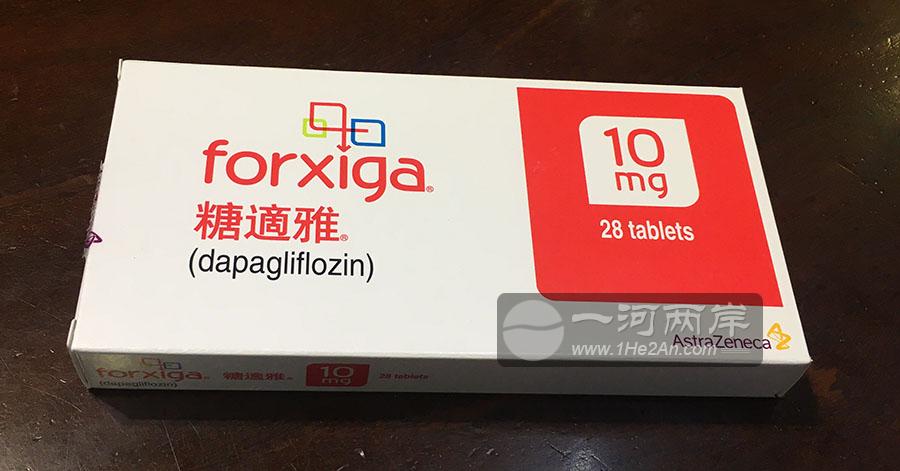 forxiga®
糖適雅®
(dapagliflozin)
10
mg
28 tablets
AstraZeneca
一河两岸
www.1He2An.com
forxiga®
糖適雅®
(dapagliflozin)
10
mg
28 tablets